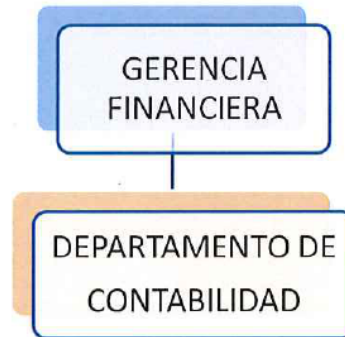 GERENCIA
FINANCIERA
DEPARTAMENTO DE
CONTABILIDAD